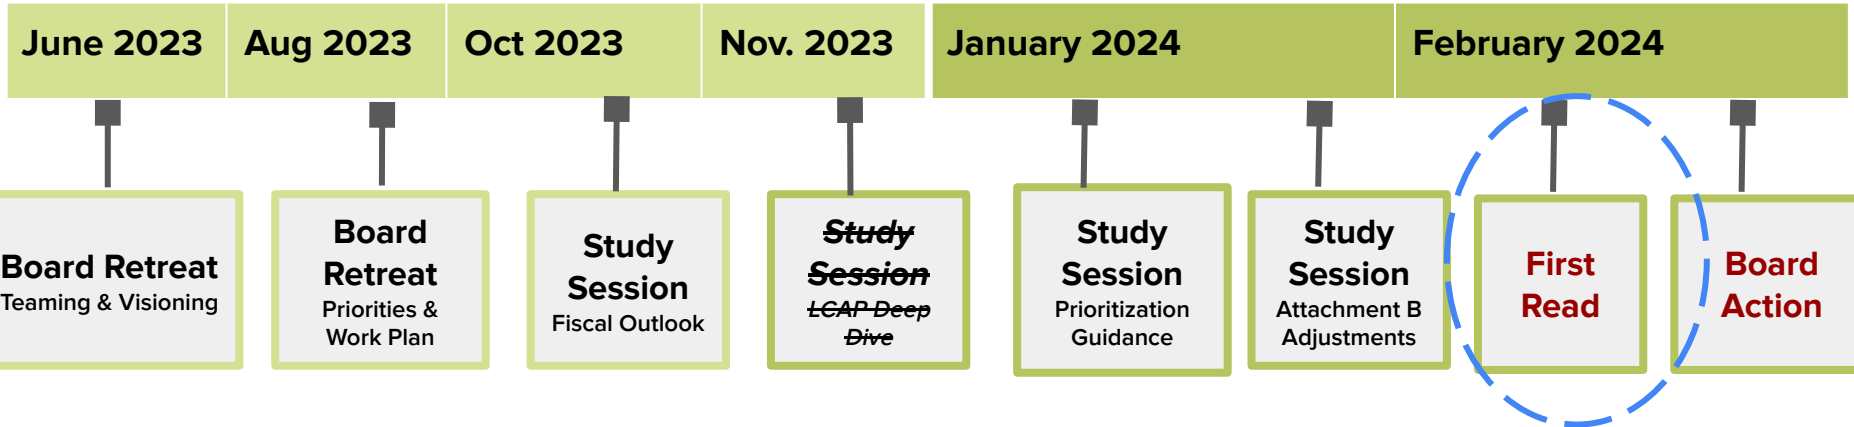 June 2023
Aug 2023
Oct 2023
Nov. 2023
January 2024
February 2024
Board Retreat
Teaming & Visioning
Board
Retreat
Priorities &
Work Plan
Study
Session
Fiscal Outlook
Study
Session
LCAP Deep
Dive
Study
Session
Prioritization
Guidance
Study
Session
Attachment B
Adjustments
First
Read
Board
Action